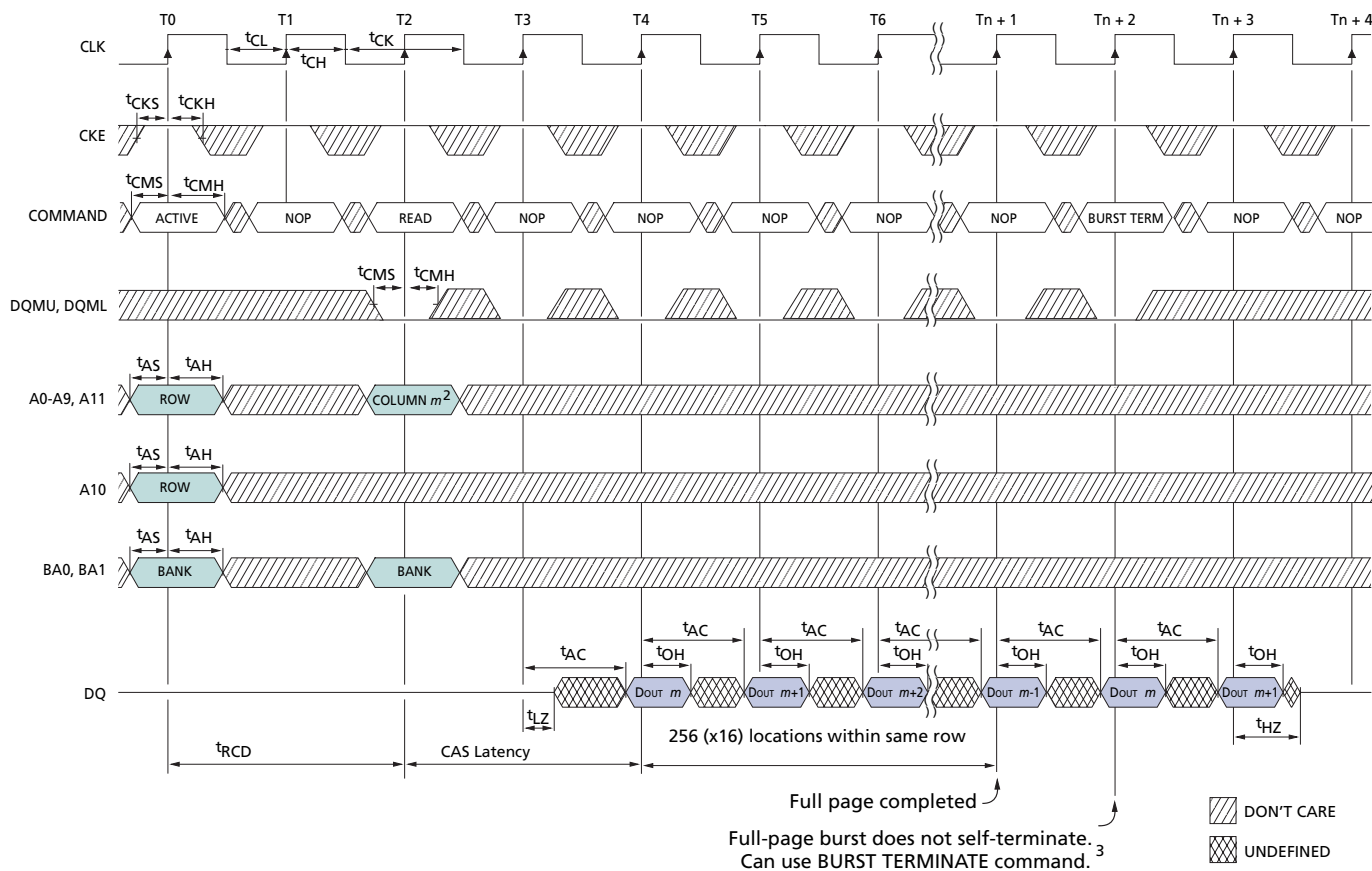 T0 T1 T2 T3 T4 T5 T6 Tn + 1 Tn + 2 Tn + 3 Tn + 4
CLK
tCL tCK
tCH
tCKS tCKH
CKE
tCMS tCMH
COMMAND ACTIVE NOP READ NOP NOP NOP NOP NOP BURST TERM NOP NOP
tCMS tCMH
DQMU, DQML
tAS tAH
A0-A9, A11 ROW COLUMN m2
tAS tAH
A10 ROW
tAS tAH
BA0, BA1 BANK BANK
tAC tAC tAC tAC tAC
tAC tOH tOH tOH tOH tOH tOH
DQ DOUT m DOUT m+1 DOUT m+2 DOUT m-1 DOUT m DOUT m+1
tLZ
256 (x16) locations within same row
tHZ
tRCD CAS Latency
Full page completed
Full-page burst does not self-terminate.
Can use BURST TERMINATE command. 3
DON'T CARE
UNDEFINED